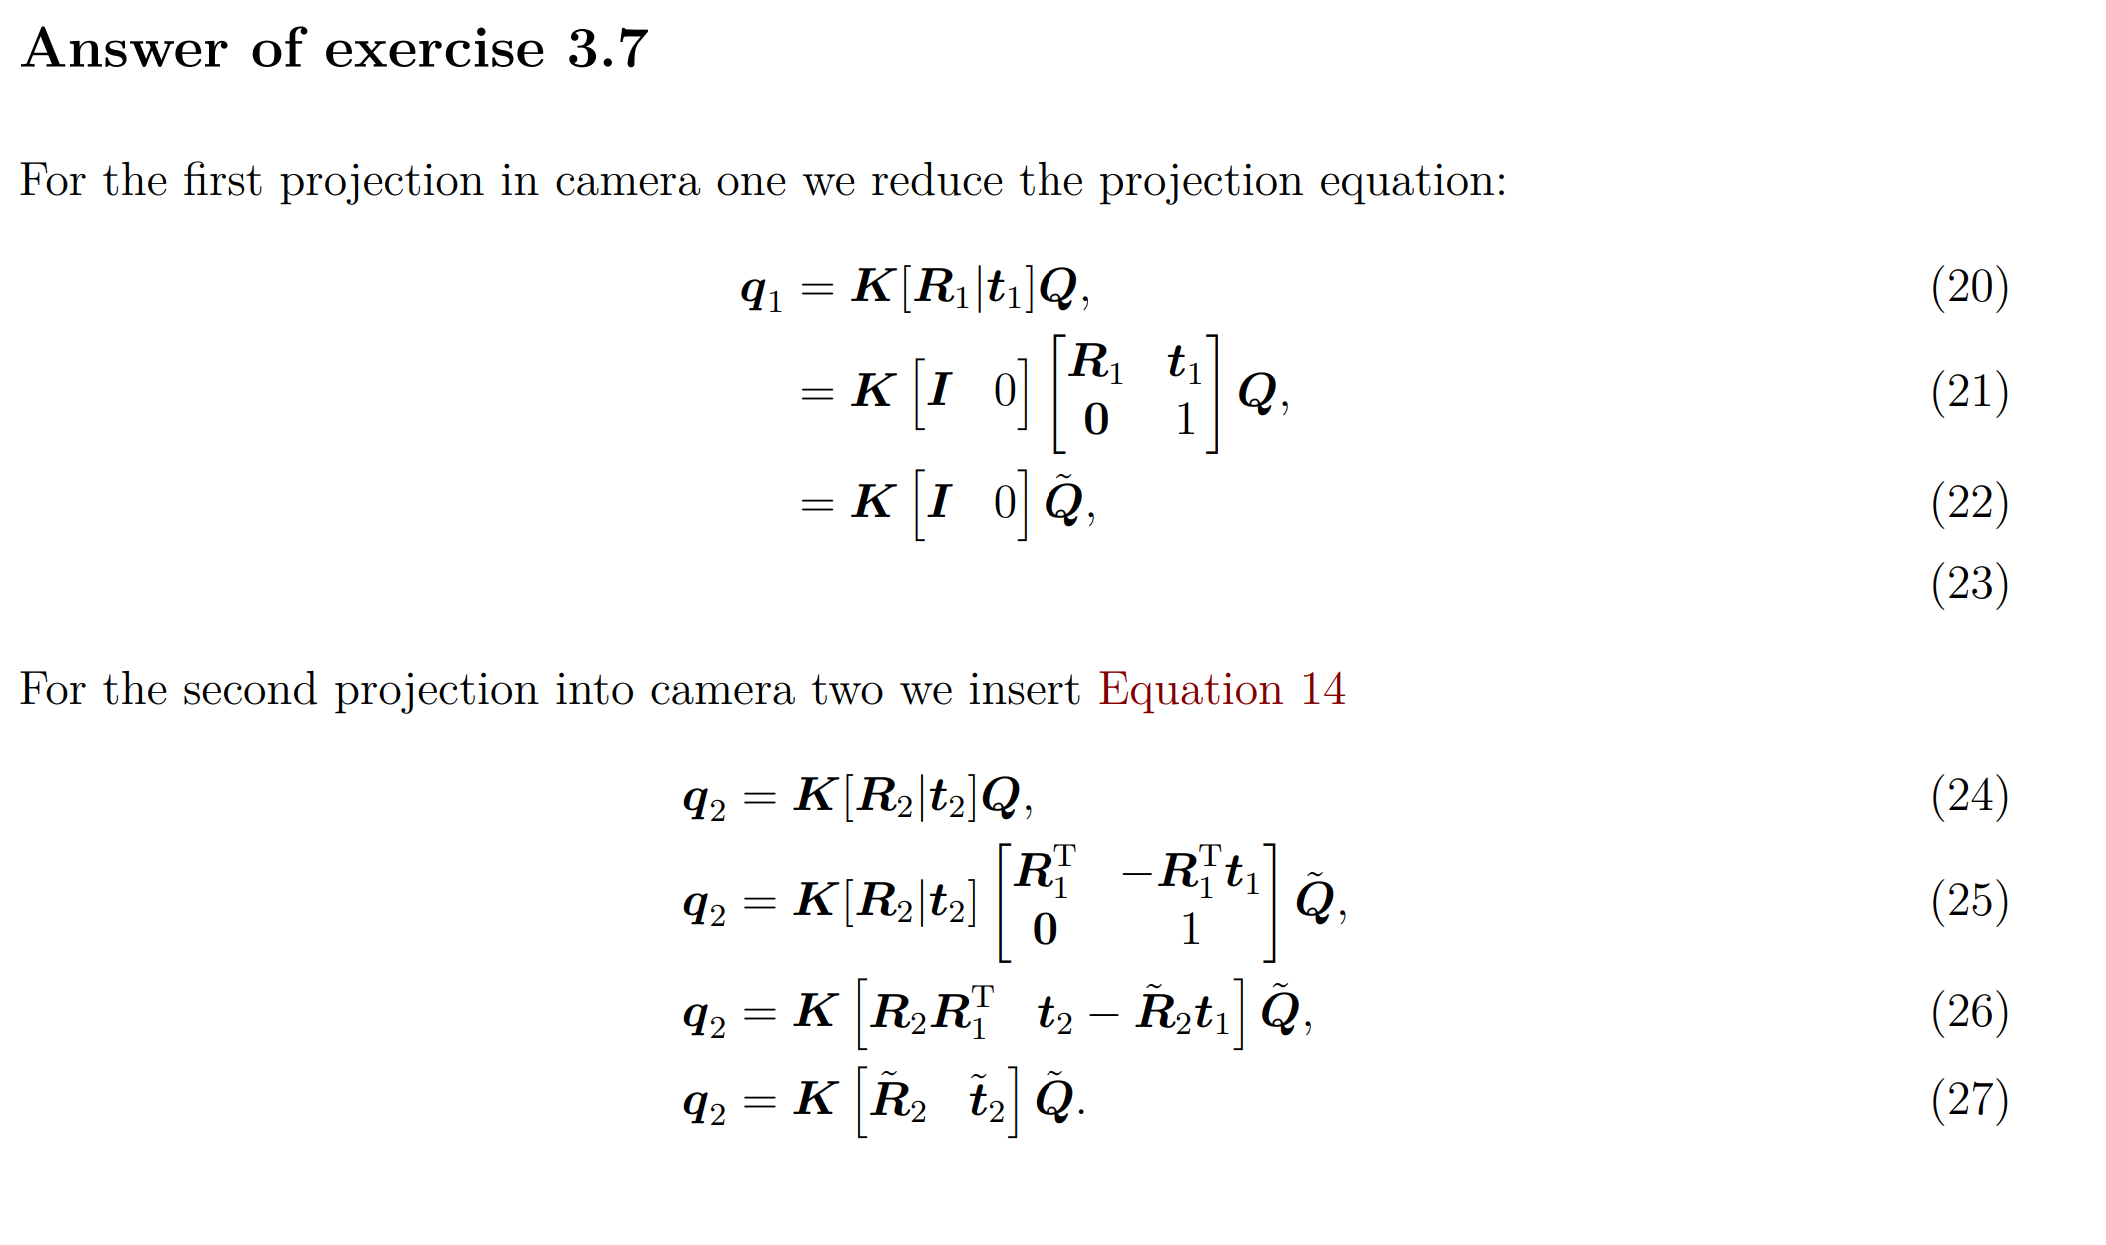 Answer of exercise 3.7
For the first projection in camera one we reduce the projection equation:
$\boldsymbol{q}_1 = \boldsymbol{K}[\boldsymbol{R}_1|\boldsymbol{t}_1]\boldsymbol{Q},$ (20)
$= \boldsymbol{K} \begin{bmatrix} \boldsymbol{I} & 0 \end{bmatrix} \begin{bmatrix} \boldsymbol{R}_1 & \boldsymbol{t}_1 \\ \boldsymbol{0} & 1 \end{bmatrix} \boldsymbol{Q},$ (21)
$= \boldsymbol{K} \begin{bmatrix} \boldsymbol{I} & 0 \end{bmatrix} \tilde{\boldsymbol{Q}},$ (22)
(23)
For the second projection into camera two we insert Equation 14
$\boldsymbol{q}_2 = \boldsymbol{K}[\boldsymbol{R}_2|\boldsymbol{t}_2]\boldsymbol{Q},$ (24)
$\boldsymbol{q}_2 = \boldsymbol{K}[\boldsymbol{R}_2|\boldsymbol{t}_2] \begin{bmatrix} \boldsymbol{R}_1^{\mathrm{T}} & -\boldsymbol{R}_1^{\mathrm{T}}\boldsymbol{t}_1 \\ \boldsymbol{0} & 1 \end{bmatrix} \tilde{\boldsymbol{Q}},$ (25)
$\boldsymbol{q}_2 = \boldsymbol{K} \begin{bmatrix} \boldsymbol{R}_2\boldsymbol{R}_1^{\mathrm{T}} & \boldsymbol{t}_2 - \tilde{\boldsymbol{R}}_2\boldsymbol{t}_1 \end{bmatrix} \tilde{\boldsymbol{Q}},$ (26)
$\boldsymbol{q}_2 = \boldsymbol{K} \begin{bmatrix} \tilde{\boldsymbol{R}}_2 & \tilde{\boldsymbol{t}}_2 \end{bmatrix} \tilde{\boldsymbol{Q}}.$ (27)